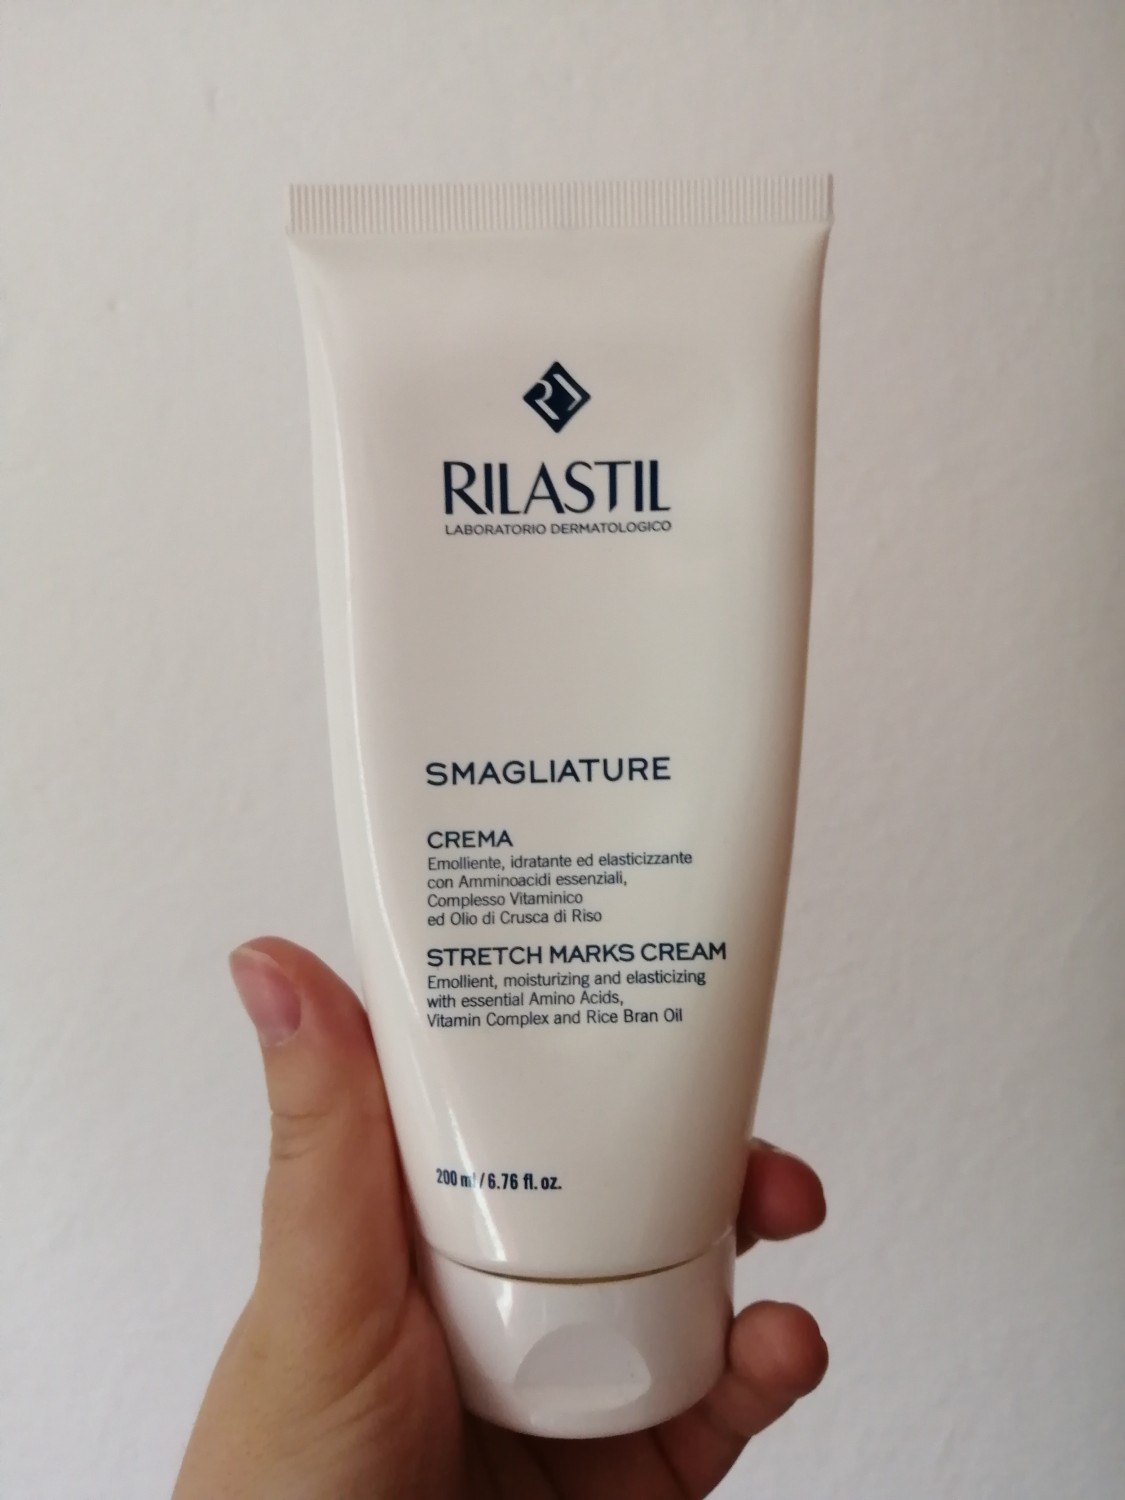 RILASTIL
LABORATORIO DERMATOLOGICO
SMAGLIATURE
CREMA
Emolliente, idratante ed elasticizzante
con Amminoacidi essenziali,
Complesso Vitaminico
ed Olio di Crusca di Riso
STRETCH MARKS CREAM
Emollient, moisturizing and elasticizing
with essential Amino Acids,
Vitamin Complex and Rice Bran Oil
200 ml / 6.76 fl. oz.